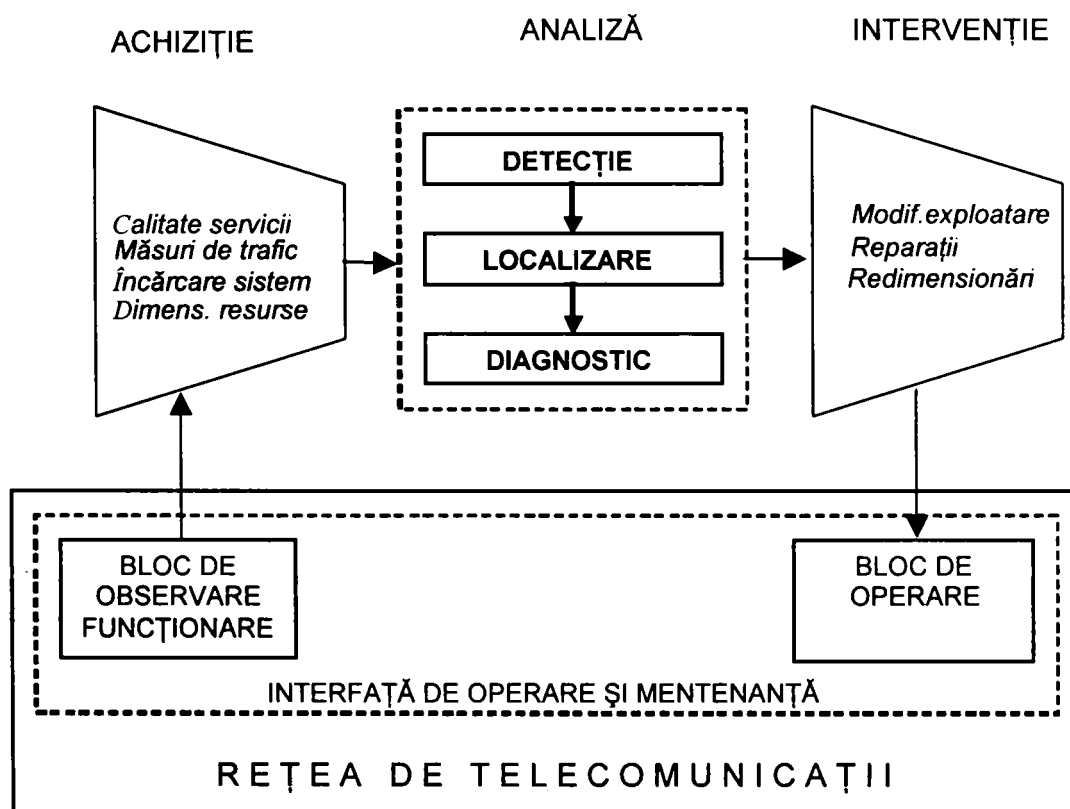 ACHIZIȚIE
ANALIZĂ
INTERVENȚIE
Calitate servicii
Măsuri de trafic
Încărcare sistem
Dimens. resurse
DETECȚIE
LOCALIZARE
DIAGNOSTIC
Modif.exploatare
Reparații
Redimensionări
BLOC DE
OBSERVARE
FUNCȚIONARE
BLOC DE
OPERARE
INTERFAȚĂ DE OPERARE ȘI MENTENANȚĂ
REȚEA DE TELECOMUNICAȚII